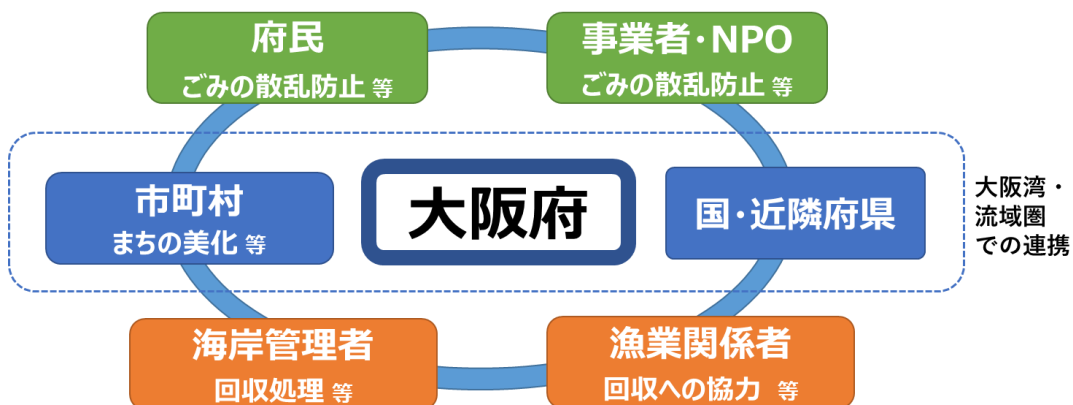 府民
ごみの散乱防止 等
事業者・NPO
ごみの散乱防止 等
市町村
まちの美化 等
大阪府
国・近隣府県
大阪湾・
流域圏
での連携
海岸管理者
回収処理 等
漁業関係者
回収への協力 等